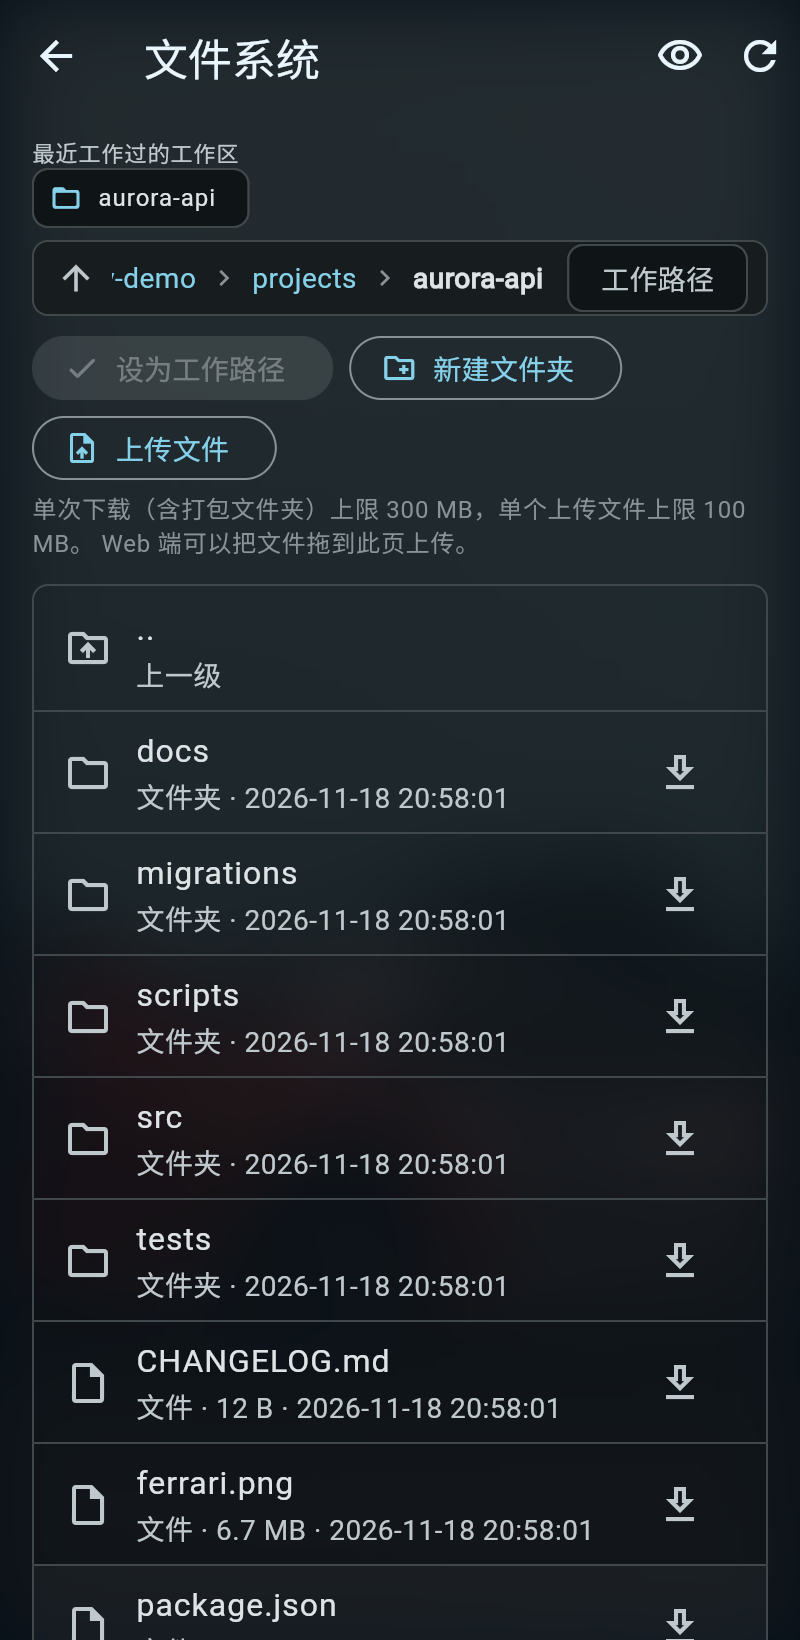 文件系统
最近工作过的工作区
aurora-api
-demo > projects > aurora-api 工作路径
设为工作路径 新建文件夹
上传文件
单次下载（含打包文件夹）上限 300 MB，单个上传文件上限 100
MB。 Web 端可以把文件拖到此页上传。
..
上一级
docs
文件夹 · 2026-11-18 20:58:01
migrations
文件夹 · 2026-11-18 20:58:01
scripts
文件夹 · 2026-11-18 20:58:01
src
文件夹 · 2026-11-18 20:58:01
tests
文件夹 · 2026-11-18 20:58:01
CHANGELOG.md
文件 · 12 B · 2026-11-18 20:58:01
ferrari.png
文件 · 6.7 MB · 2026-11-18 20:58:01
package.json